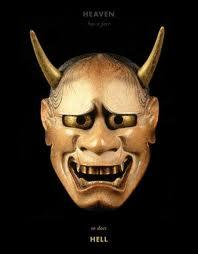 HEAVEN
has a face
so does
HELL